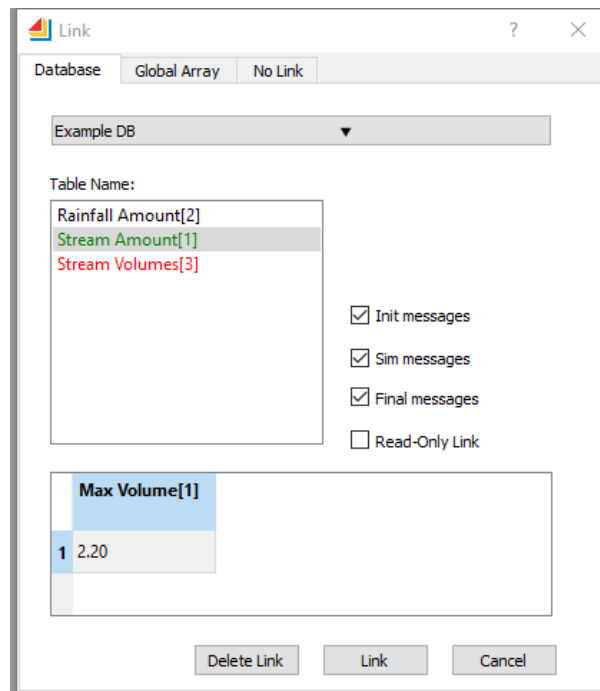 Link
?
Database Global Array No Link
Example DB
Table Name:
Rainfall Amount[2]
Stream Amount[1]
Stream Volumes[3]
Init messages
Sim messages
Final messages
Read-Only Link
Max Volume[1]
1 2.20
Delete Link Link Cancel